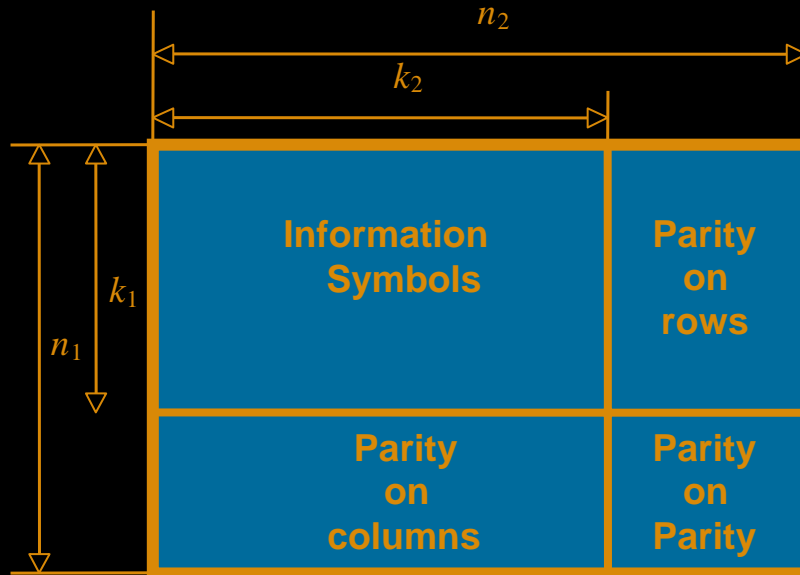 n₂
k₂
Information
Symbols
Parity
on
rows
k₁
n₁
Parity
on
columns
Parity
on
Parity